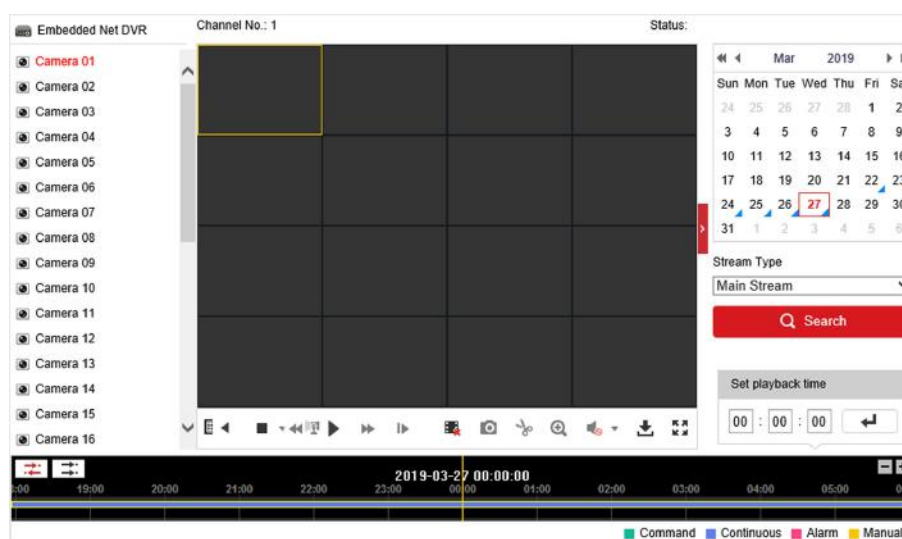 Embedded Net DVR
Camera 01
Camera 02
Camera 03
Camera 04
Camera 05
Camera 06
Camera 07
Camera 08
Camera 09
Camera 10
Camera 11
Camera 12
Camera 13
Camera 14
Camera 15
Camera 16
Channel No.: 1 Status:
Mar 2019
Sun Mon Tue Wed Thu Fri Sa
24 25 26 27 28 1 2
3 4 5 6 7 8 9
10 11 12 13 14 15 16
17 18 19 20 21 22 23
24 25 26 27 28 29 30
31 1 2 3 4 5 6
Stream Type
Main Stream
Search
Set playback time
00 : 00 : 00
2019-03-27 00:00:00
:00 19:00 20:00 21:00 22:00 23:00 00:00 01:00 02:00 03:00 04:00 05:00 0
Command Continuous Alarm Manual